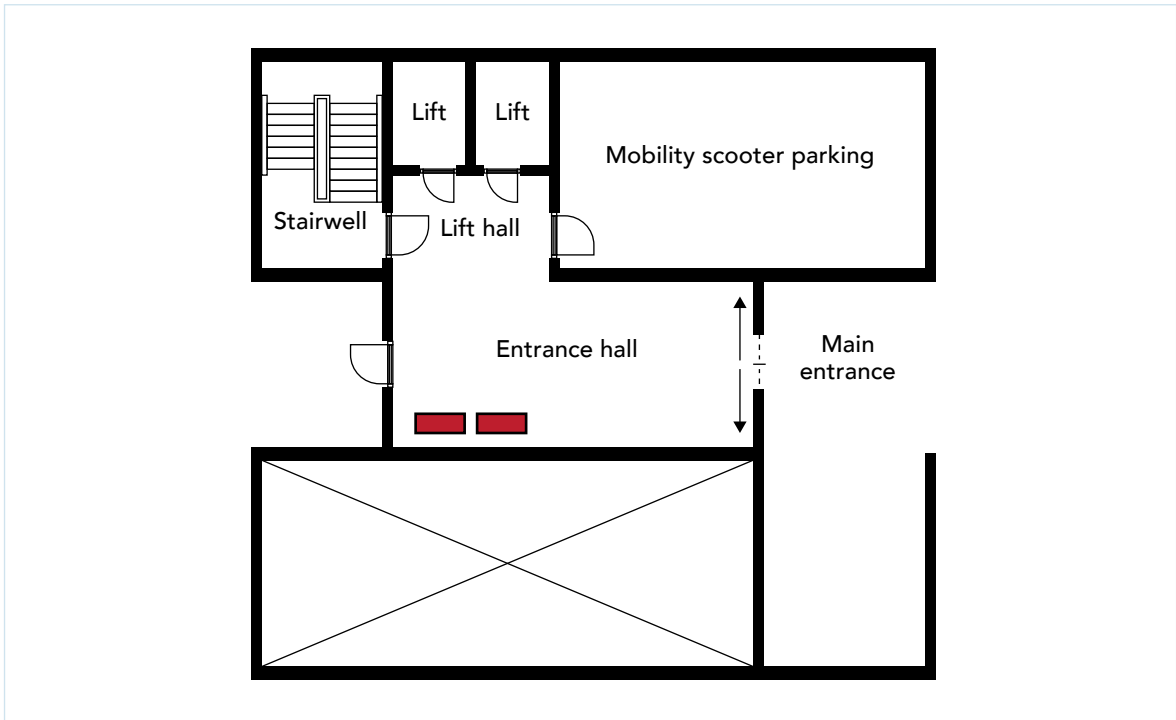 Lift
Lift
Mobility scooter parking
Stairwell
Lift hall
Entrance hall
Main
entrance